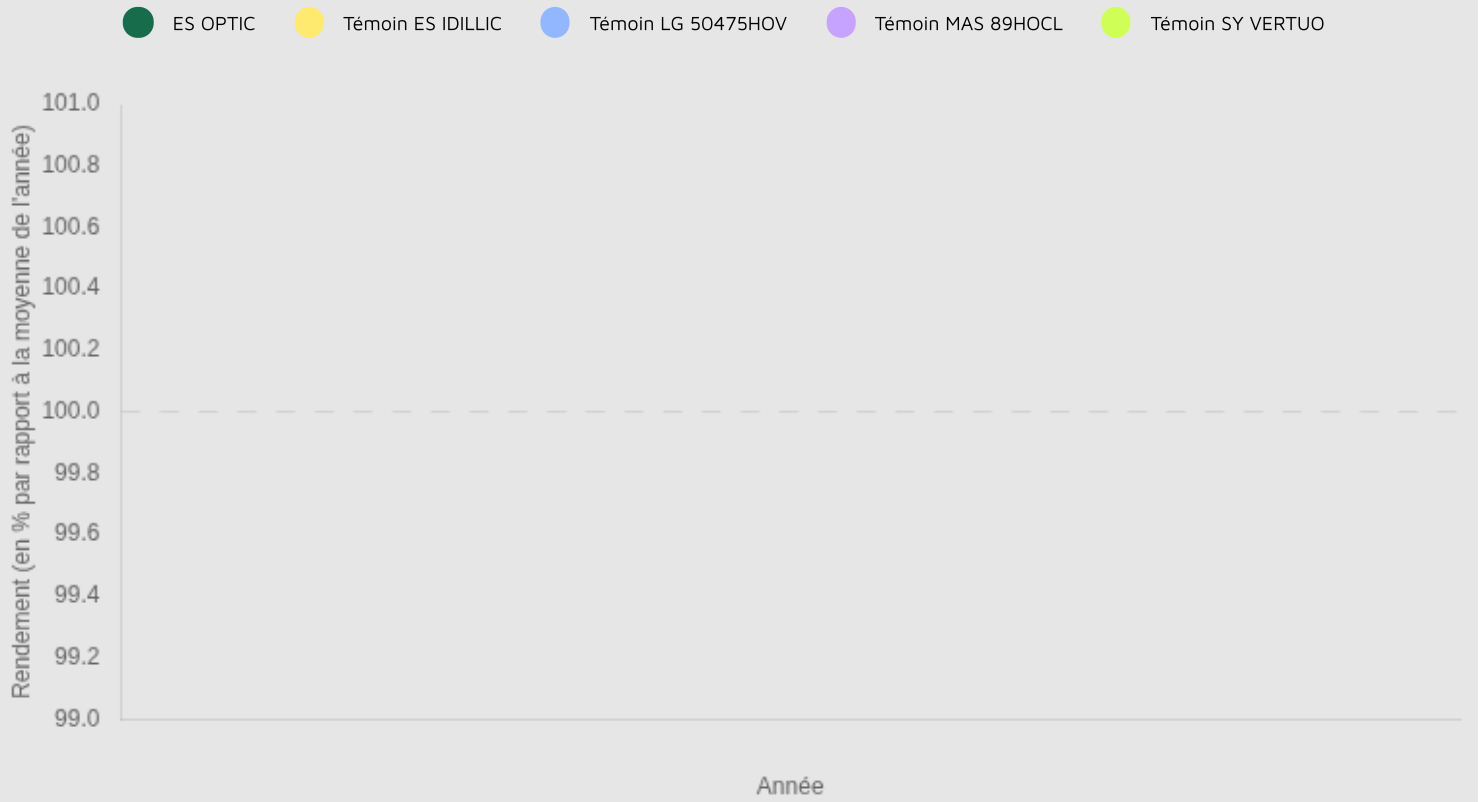 ES OPTIC
Témoin ES IDILLIC
Témoin LG 50475HOV
Témoin MAS 89HOCL
Témoin SY VERTUO
Rendement (en % par rapport à la moyenne de l'année)
101.0
100.8
100.6
100.4
100.2
100.0
99.8
99.6
99.4
99.2
99.0
Année